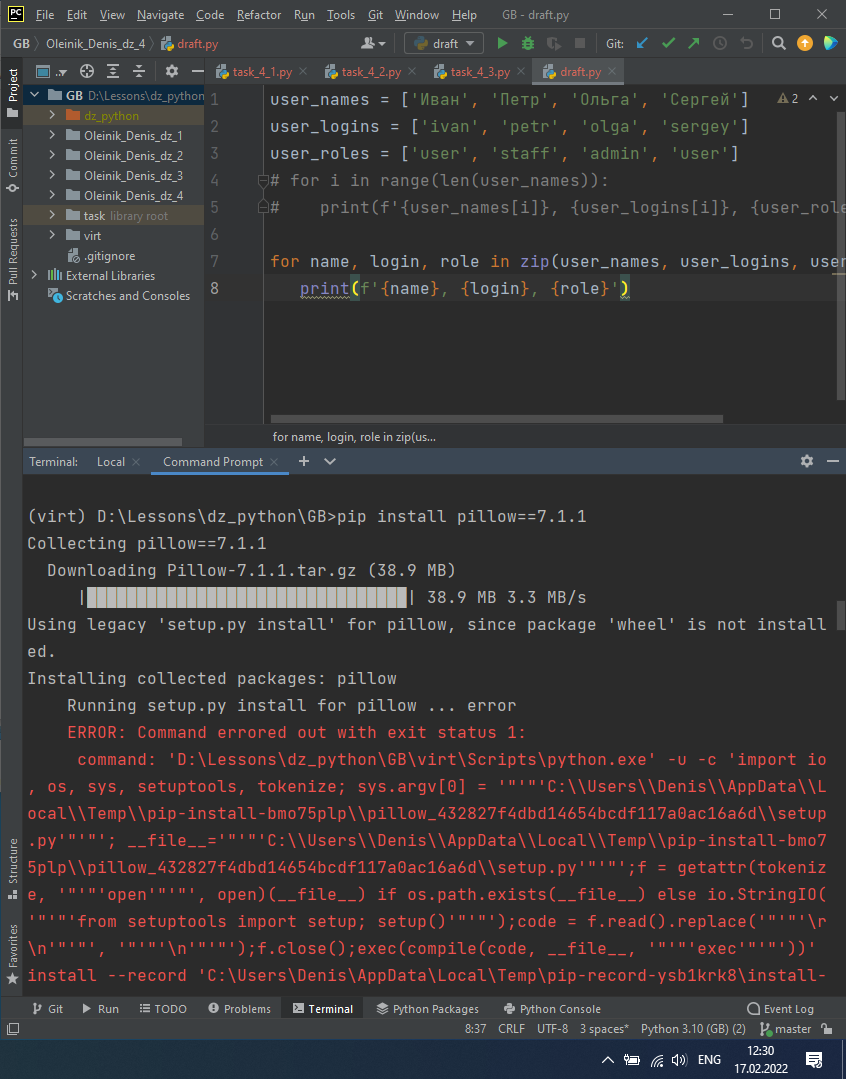 PC File Edit View Navigate Code Refactor Run Tools Git Window Help GB - draft.py
GB Oleinik_Denis_dz_4 draft.py draft Git:
Project
Commit
Pull Requests
Structure
Favorites
task_4_1.py task_4_2.py task_4_3.py draft.py
GB D:\Lessons\dz_python
dz_python
Oleinik_Denis_dz_1
Oleinik_Denis_dz_2
Oleinik_Denis_dz_3
Oleinik_Denis_dz_4
task library root
virt
.gitignore
External Libraries
Scratches and Consoles
2
1 user_names = ['Иван', 'Петр', 'Ольга', 'Сергей']
2 user_logins = ['ivan', 'petr', 'olga', 'sergey']
3 user_roles = ['user', 'staff', 'admin', 'user']
4 # for i in range(len(user_names)):
5 #    print(f'{user_names[i]}, {user_logins[i]}, {user_role
6
7 for name, login, role in zip(user_names, user_logins, user
8    print(f'{name}, {login}, {role}')
for name, login, role in zip(us...
Terminal: Local Command Prompt
(virt) D:\Lessons\dz_python\GB>pip install pillow==7.1.1
Collecting pillow==7.1.1
  Downloading Pillow-7.1.1.tar.gz (38.9 MB)
     |████████████████████████████████| 38.9 MB 3.3 MB/s
Using legacy 'setup.py install' for pillow, since package 'wheel' is not install
ed.
Installing collected packages: pillow
    Running setup.py install for pillow ... error
    ERROR: Command errored out with exit status 1:
     command: 'D:\Lessons\dz_python\GB\virt\Scripts\python.exe' -u -c 'import io
, os, sys, setuptools, tokenize; sys.argv[0] = '"'"'C:\\Users\\Denis\\AppData\\L
ocal\\Temp\\pip-install-bmo75plp\\pillow_432827f4dbd14654bcdf117a0ac16a6d\\setup
.py'"'"'; __file__='"'"'C:\\Users\\Denis\\AppData\\Local\\Temp\\pip-install-bmo7
5plp\\pillow_432827f4dbd14654bcdf117a0ac16a6d\\setup.py'"'"';f = getattr(tokeniz
e, '"'"'open'"'"', open)(__file__) if os.path.exists(__file__) else io.StringIO(
'"'"'from setuptools import setup; setup()'"'"');code = f.read().replace('"'"'\r
\n'"'"', '"'"'\n'"'"');f.close();exec(compile(code, __file__, '"'"'exec'"'"'))'
install --record 'C:\Users\Denis\AppData\Local\Temp\pip-record-ysb1krk8\install-
Git Run TODO Problems Terminal Python Packages Python Console Event Log
8:37 CRLF UTF-8 3 spaces* Python 3.10 (GB) (2) master
ENG 12:30
17.02.2022